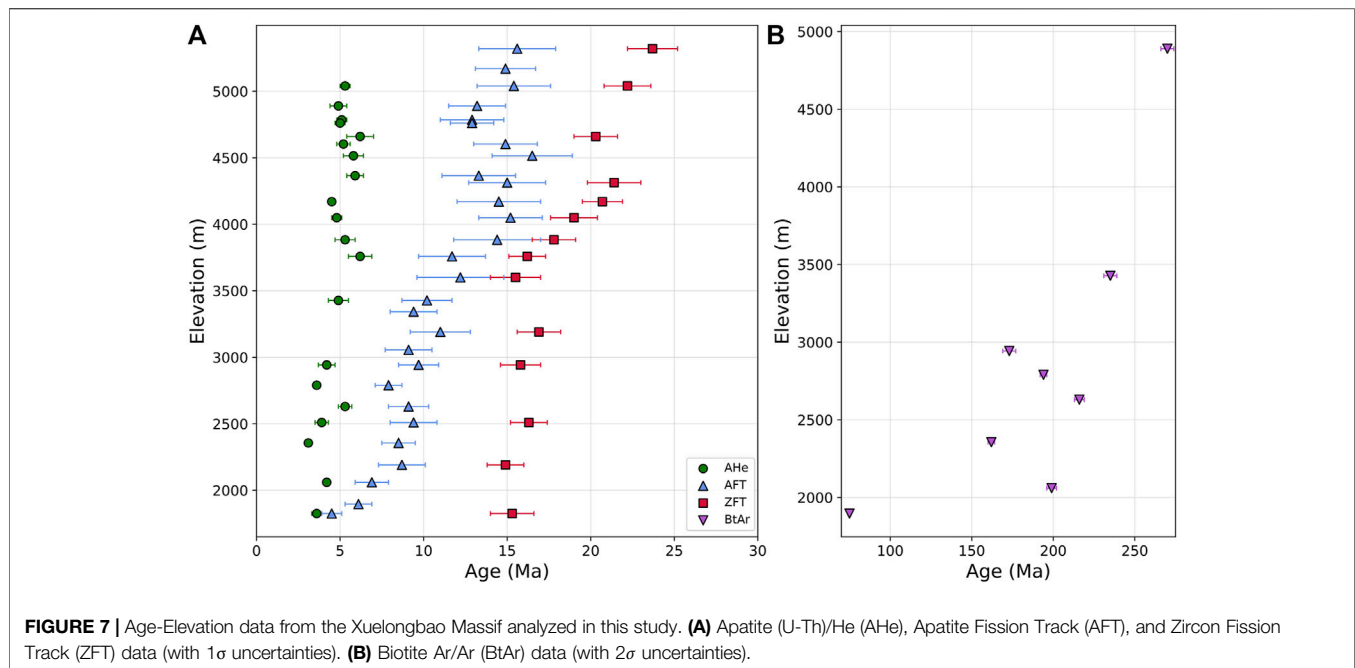 A
Elevation (m)
5000
4500
4000
3500
3000
2500
2000
0 5 10 15 20 25 30
Age (Ma)
AHe
AFT
ZFT
BtAr
B
Elevation (m)
5000
4500
4000
3500
3000
2500
2000
100 150 200 250
Age (Ma)
FIGURE 7 | Age-Elevation data from the Xuelongbao Massif analyzed in this study. (A) Apatite (U-Th)/He (AHe), Apatite Fission Track (AFT), and Zircon Fission
Track (ZFT) data (with 1σ uncertainties). (B) Biotite Ar/Ar (BtAr) data (with 2σ uncertainties).